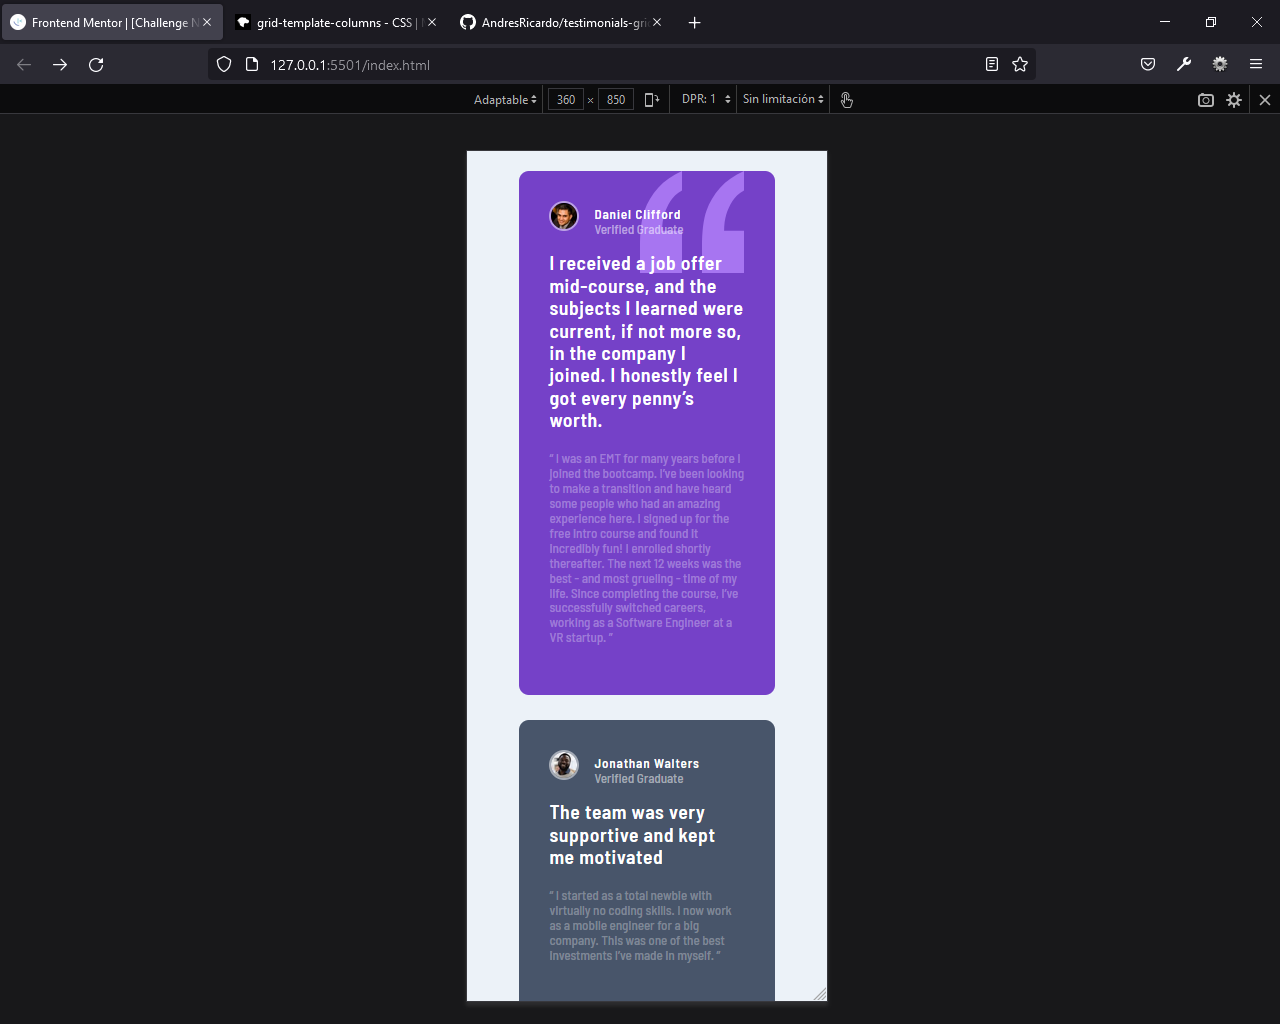 Frontend Mentor | [Challenge N
grid-template-columns - CSS |
AndresRicardo/testimonials-gri
127.0.0.1:5501/index.html
Adaptable 360 × 850 DPR: 1 Sin limitación
Daniel Clifford
Verified Graduate
I received a job offer
mid-course, and the
subjects I learned were
current, if not more so,
in the company I
joined. I honestly feel I
got every penny’s
worth.
“ I was an EMT for many years before I
joined the bootcamp. I’ve been looking
to make a transition and have heard
some people who had an amazing
experience here. I signed up for the
free intro course and found it
incredibly fun! I enrolled shortly
thereafter. The next 12 weeks was the
best - and most grueling - time of my
life. Since completing the course, I’ve
successfully switched careers,
working as a Software Engineer at a
VR startup. ”
Jonathan Walters
Verified Graduate
The team was very
supportive and kept
me motivated
“ I started as a total newbie with
virtually no coding skills. I now work
as a mobile engineer for a big
company. This was one of the best
investments I’ve made in myself. ”